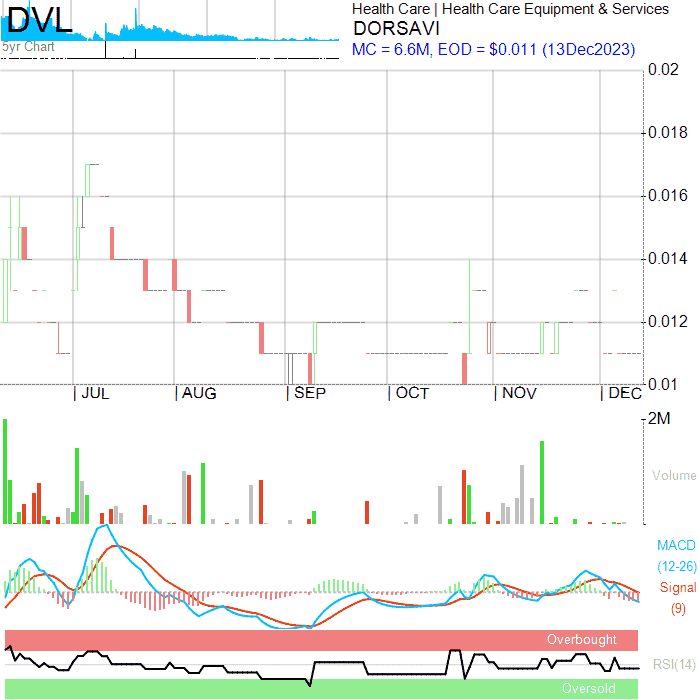 DVL
5yr Chart
Health Care | Health Care Equipment & Services
DORSAVI
MC = 6.6M, EOD = $0.011 (13Dec2023)
0.02
0.018
0.016
0.014
0.012
0.01
| JUL | AUG | SEP | OCT | NOV | DEC
2M
Volume
MACD
(12-26)
Signal
(9)
Overbought
RSI(14)
Oversold